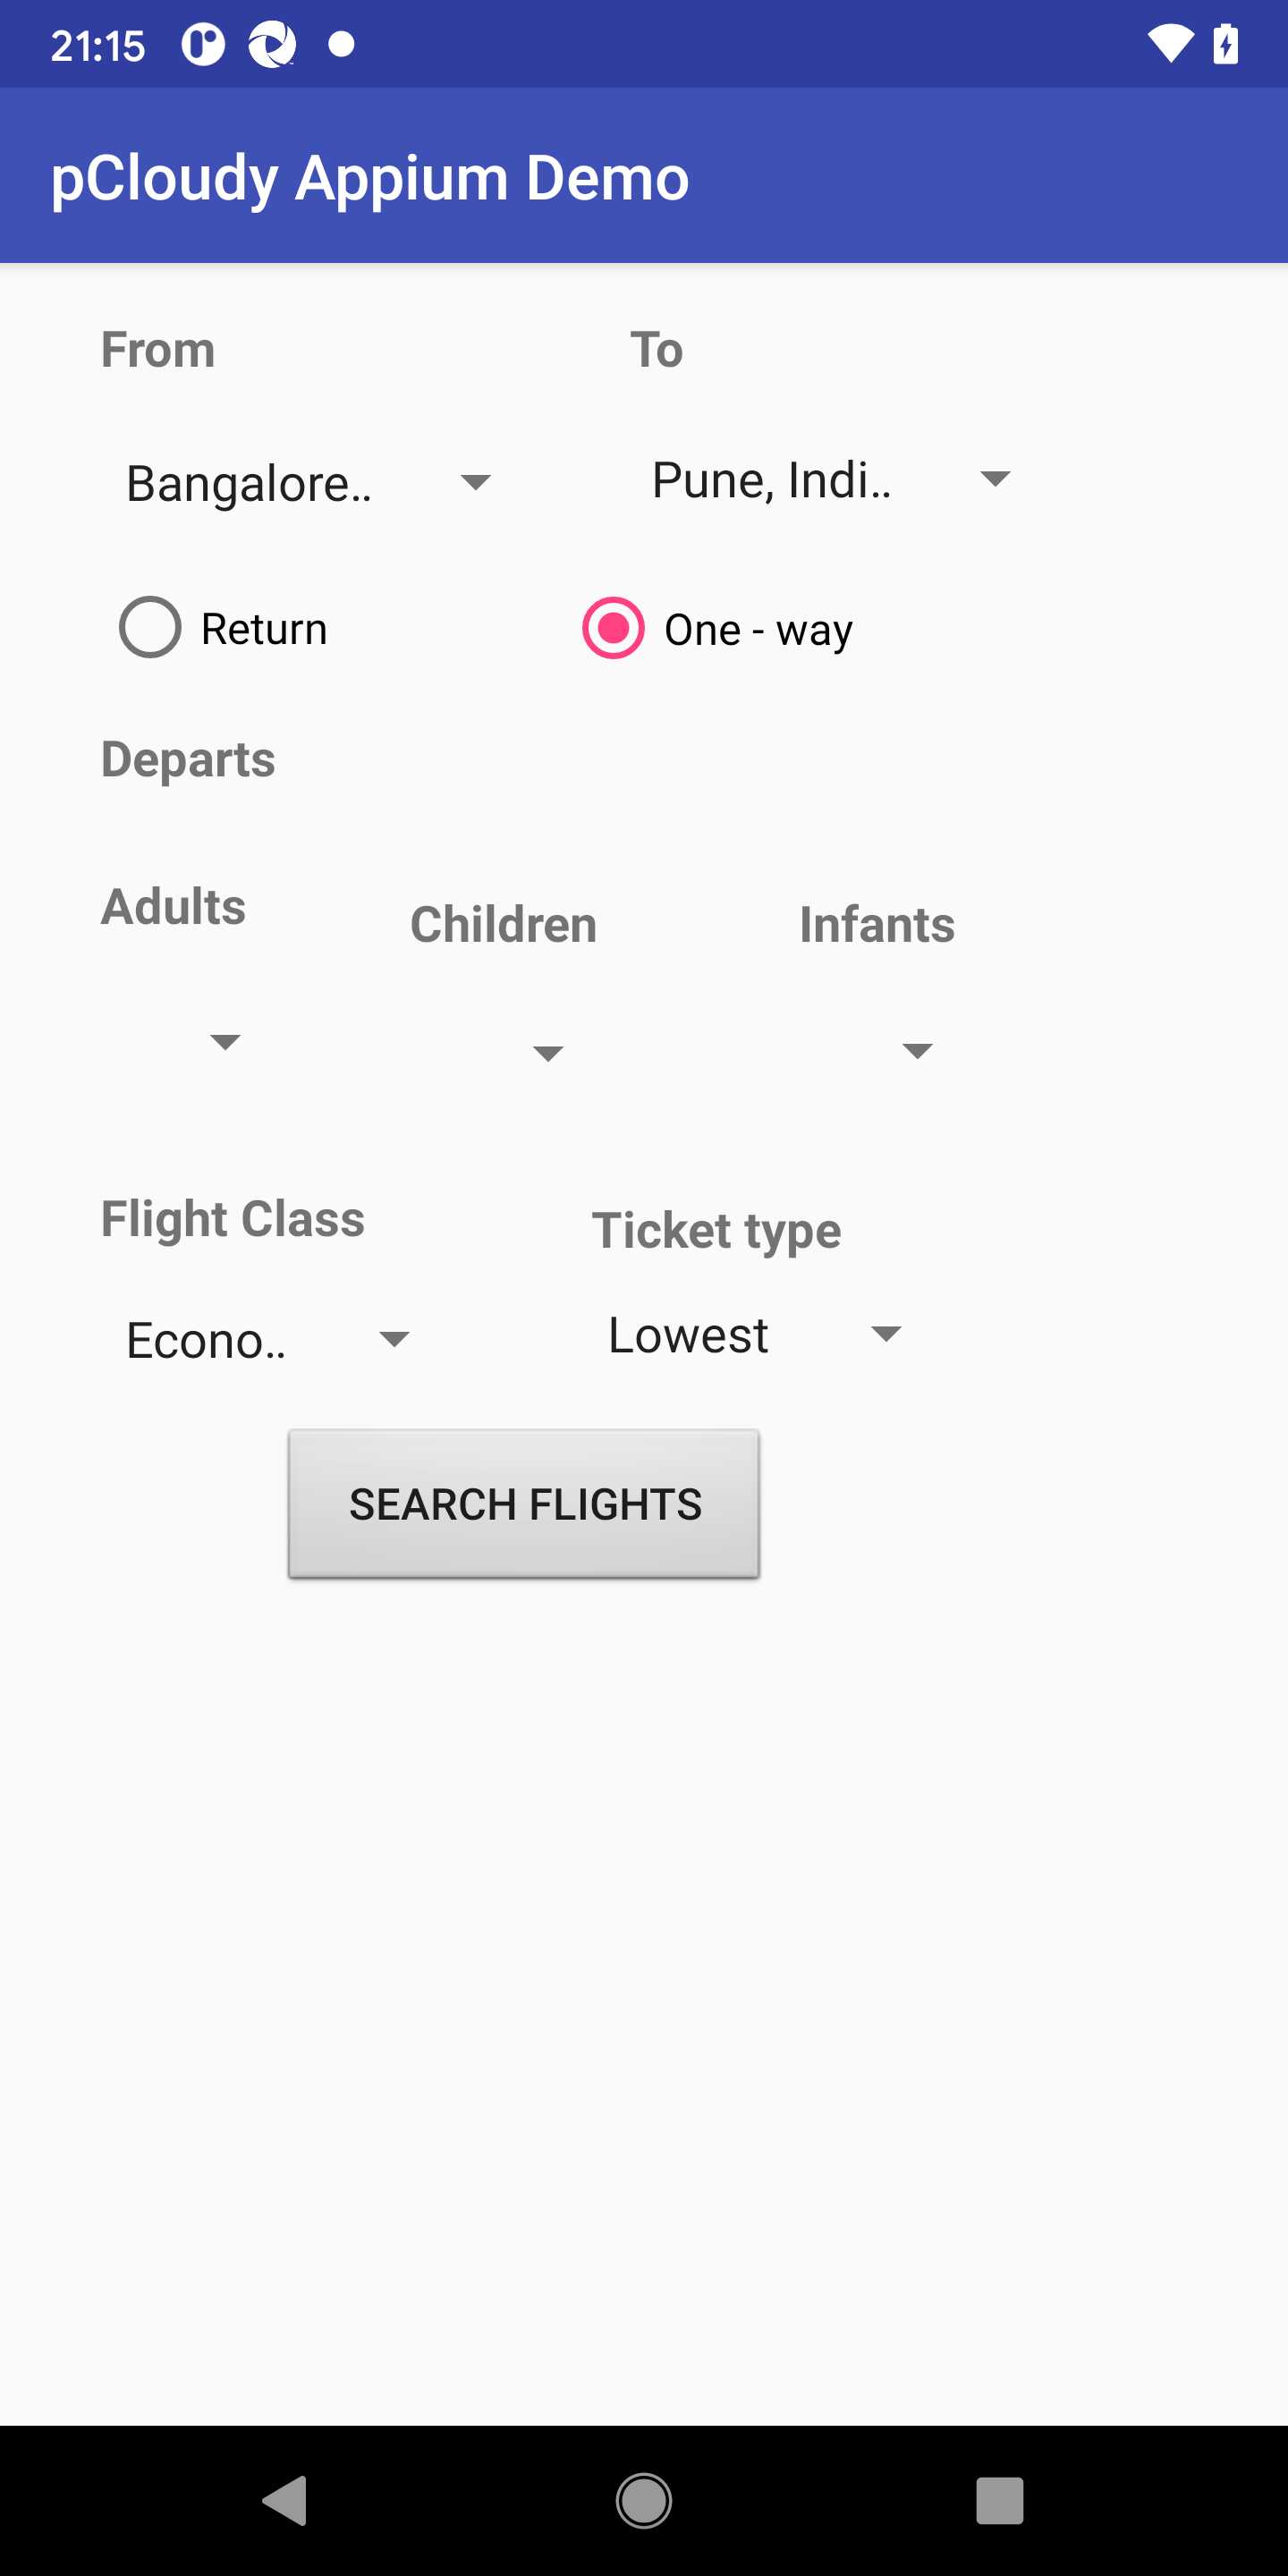 21:15
pCloudy Appium Demo
From To
Bangalore.. Pune, Indi..
Return One - way
Departs
Adults Children Infants
Flight Class Ticket type
Econo.. Lowest
SEARCH FLIGHTS